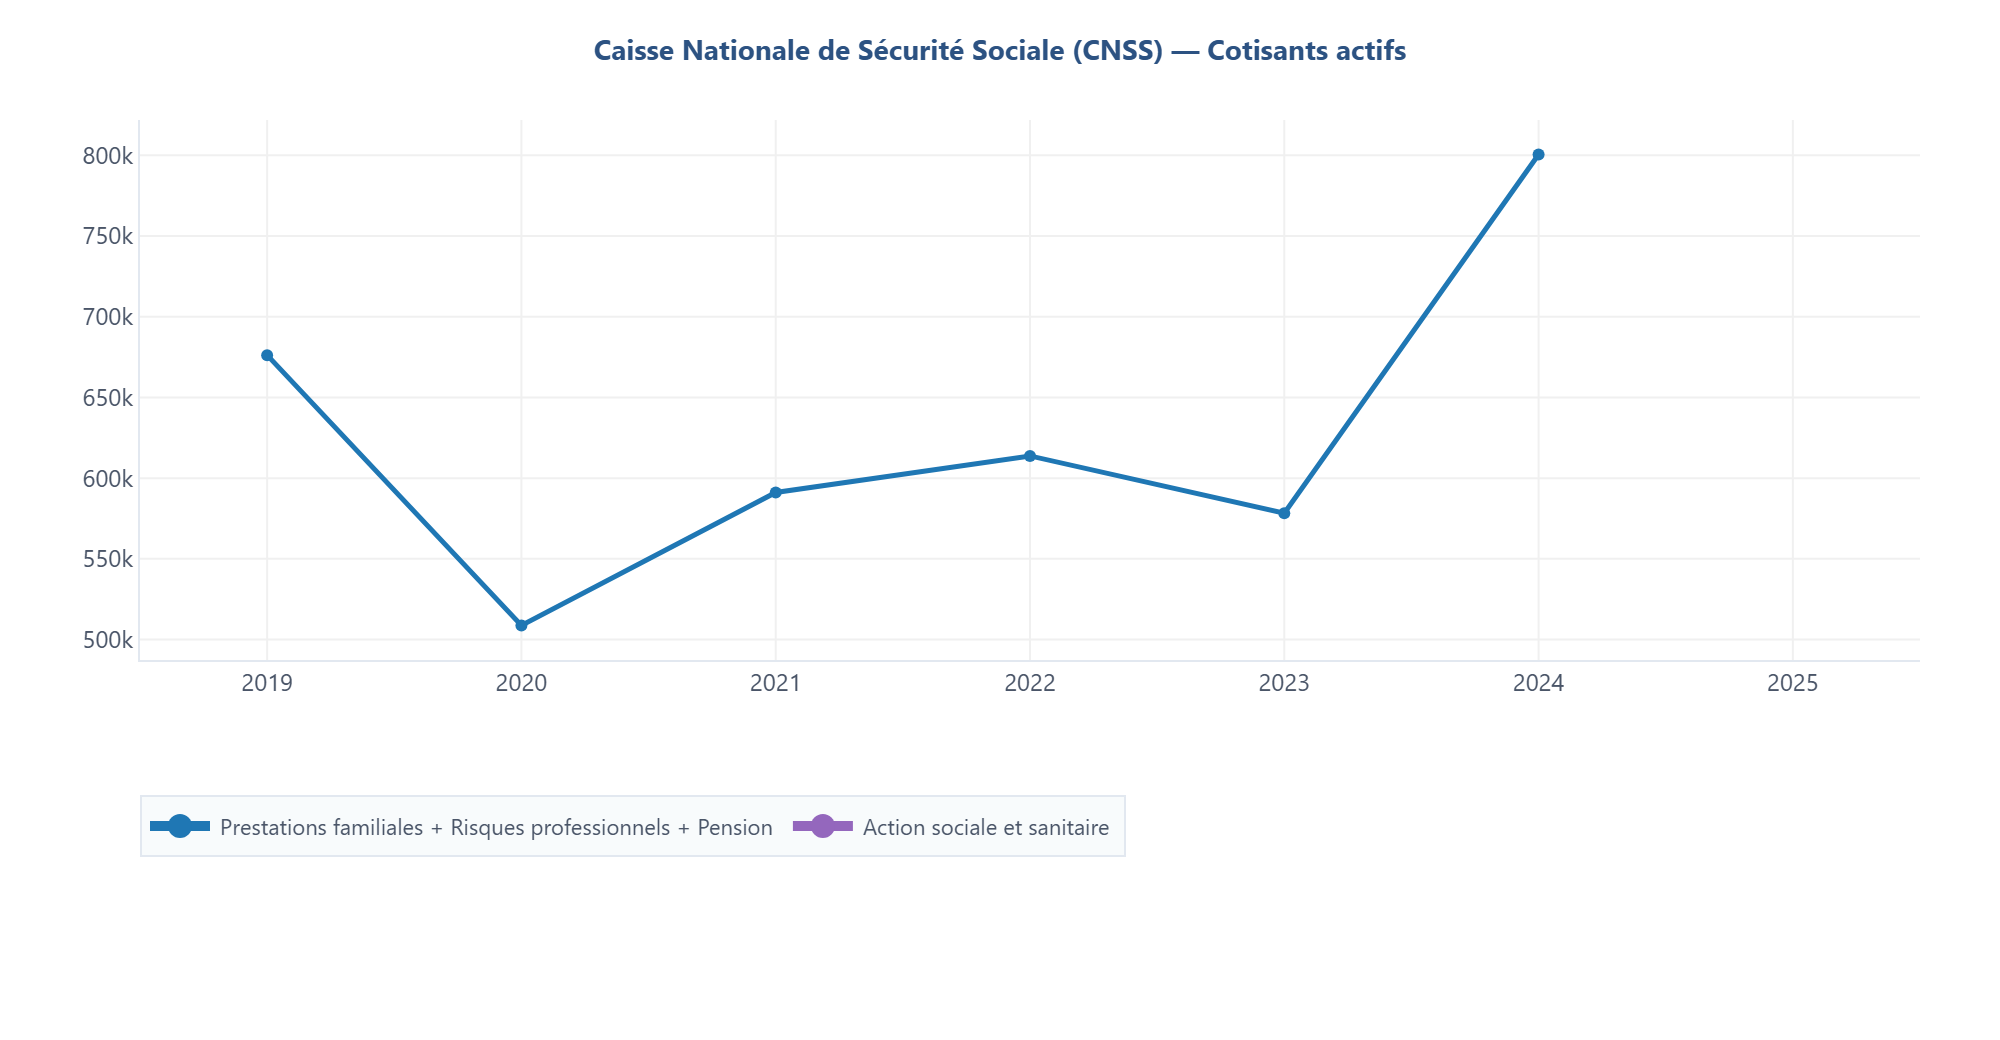 Caisse Nationale de Sécurité Sociale (CNSS) — Cotisants actifs
800k
750k
700k
650k
600k
550k
500k
2019 2020 2021 2022 2023 2024 2025
Prestations familiales + Risques professionnels + Pension Action sociale et sanitaire